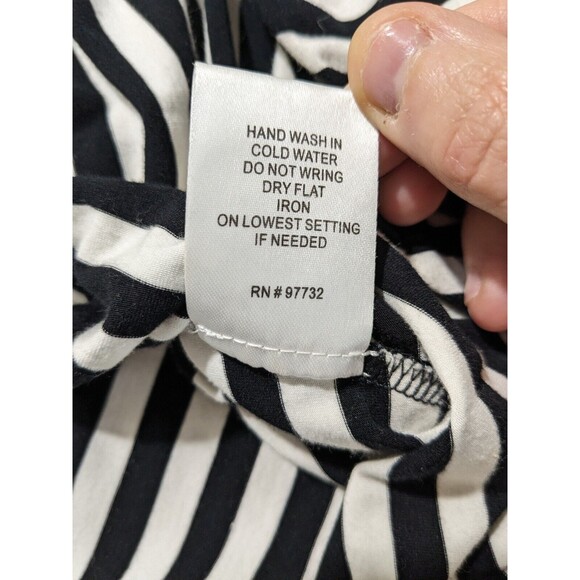 HAND WASH IN
COLD WATER
DO NOT WRING
DRY FLAT
IRON
ON LOWEST SETTING
IF NEEDED
RN # 97732